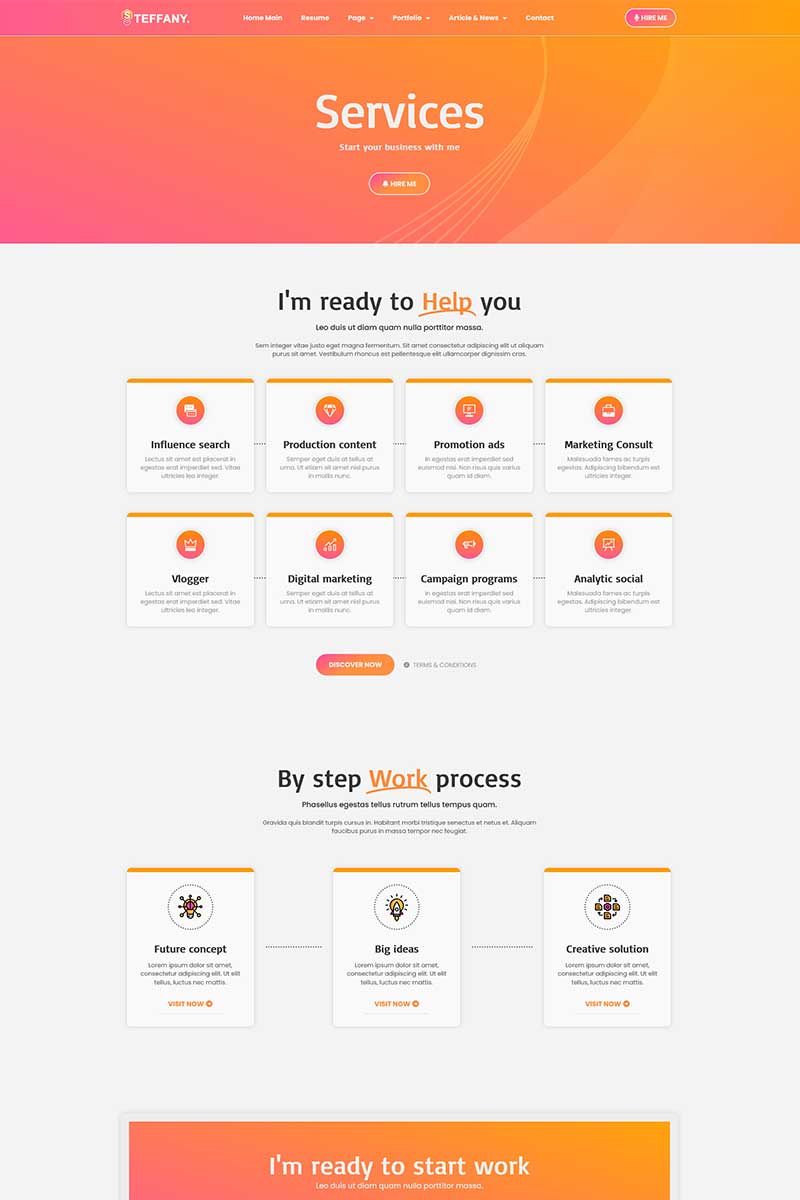 STEFFANY.
Home Main Resume Page Portfolio Article & News Contact
HIRE ME
Services
Start your business with me
HIRE ME
I'm ready to Help you
Leo duis ut diam quam nulla porttitor massa.
Sem integer vitae justo eget magna fermentum. Sit amet consectetur adipiscing elit ut aliquam
purus sit amet. Vestibulum rhoncus est pellentesque elit ullamcorper dignissim cras.
Influence search
Lectus sit amet est placerat in
egestas erat imperdiet sed. Vitae
ultricies leo integer.
Production content
Semper eget duis at tellus at
urna. Ut etiam sit amet nisl purus
in mollis nunc.
Promotion ads
In egestas erat imperdiet sed
euismod nisi. Non risus quis varius
quam id diam.
Marketing Consult
Malesuada fames ac turpis
egestas. Adipiscing bibendum est
ultricies integer.
Vlogger
Lectus sit amet est placerat in
egestas erat imperdiet sed. Vitae
ultricies leo integer.
Digital marketing
Semper eget duis at tellus at
urna. Ut etiam sit amet nisl purus
in mollis nunc.
Campaign programs
In egestas erat imperdiet sed
euismod nisi. Non risus quis varius
quam id diam.
Analytic social
Malesuada fames ac turpis
egestas. Adipiscing bibendum est
ultricies integer.
DISCOVER NOW
TERMS & CONDITIONS
By step Work process
Phasellus egestas tellus rutrum tellus tempus quam.
Gravida quis blandit turpis cursus in. Habitant morbi tristique senectus et netus et. Aliquam
faucibus purus in massa tempor nec feugiat.
Future concept
Lorem ipsum dolor sit amet,
consectetur adipiscing elit. Ut elit
tellus, luctus nec mattis.
VISIT NOW
Big ideas
Lorem ipsum dolor sit amet,
consectetur adipiscing elit. Ut elit
tellus, luctus nec mattis.
VISIT NOW
Creative solution
Lorem ipsum dolor sit amet,
consectetur adipiscing elit. Ut elit
tellus, luctus nec mattis.
VISIT NOW
I'm ready to start work
Leo duis ut diam quam nulla porttitor massa.